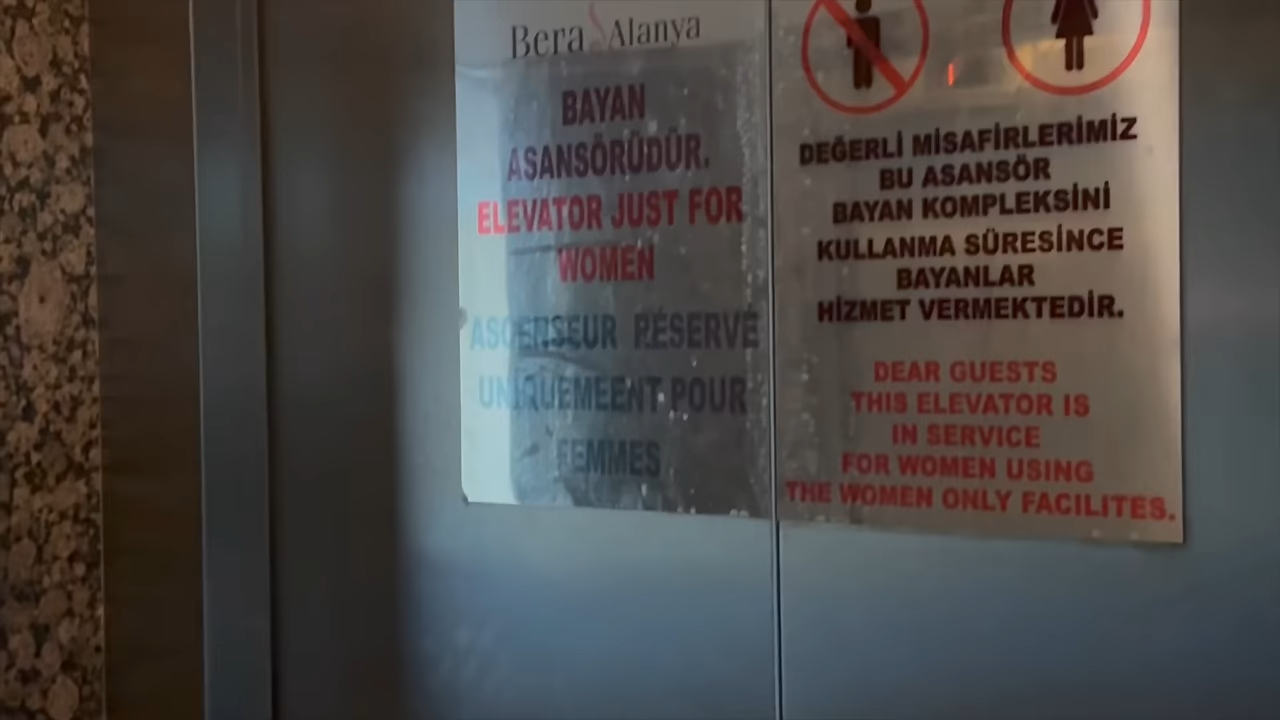 Bera Alanya
BAYAN
ASANSÖRÜDÜR.
ELEVATOR JUST FOR
WOMEN
ASCERSEUR RÉSERVÉ
UNIQUEMEENT POUR
FEMMES
DEĞERLİ MİSAFİRLERİMİZ
BU ASANSÖR
BAYAN KOMPLEKSİNİ
KULLANMA SÜRESİNCE
BAYANLAR
HİZMET VERMEKTEDİR.
DEAR GUESTS
THIS ELEVATOR IS
IN SERVICE
FOR WOMEN USING
THE WOMEN ONLY FACILITES.